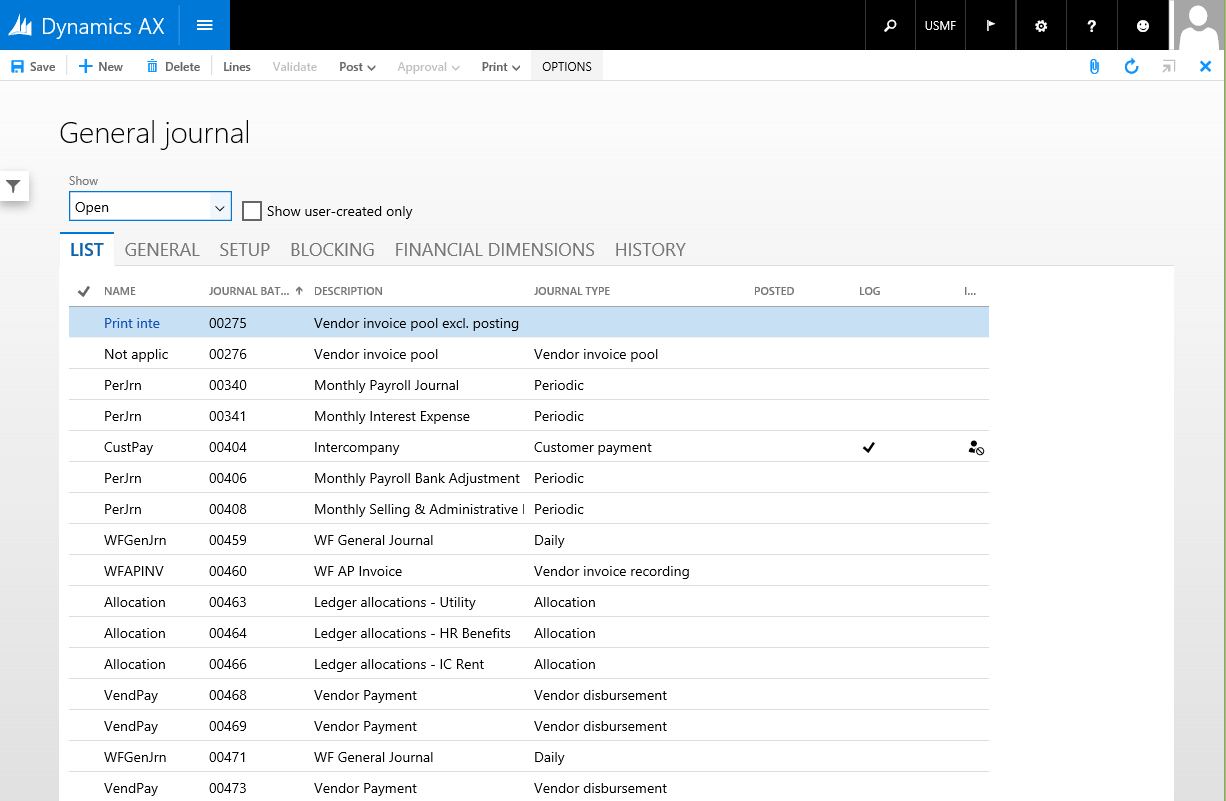 Dynamics AX USMF ?
Save New Delete Lines Validate Post Approval Print OPTIONS
General journal
Show
Open Show user-created only
LIST GENERAL SETUP BLOCKING FINANCIAL DIMENSIONS HISTORY
NAME JOURNAL BAT... DESCRIPTION JOURNAL TYPE POSTED LOG I...
Print inte 00275 Vendor invoice pool excl. posting
Not applic 00276 Vendor invoice pool Vendor invoice pool
PerJrn 00340 Monthly Payroll Journal Periodic
PerJrn 00341 Monthly Interest Expense Periodic
CustPay 00404 Intercompany Customer payment
PerJrn 00406 Monthly Payroll Bank Adjustment Periodic
PerJrn 00408 Monthly Selling & Administrative Periodic
WFGenJrn 00459 WF General Journal Daily
WFAPINV 00460 WF AP Invoice Vendor invoice recording
Allocation 00463 Ledger allocations - Utility Allocation
Allocation 00464 Ledger allocations - HR Benefits Allocation
Allocation 00466 Ledger allocations - IC Rent Allocation
VendPay 00468 Vendor Payment Vendor disbursement
VendPay 00469 Vendor Payment Vendor disbursement
WFGenJrn 00471 WF General Journal Daily
VendPay 00473 Vendor Payment Vendor disbursement